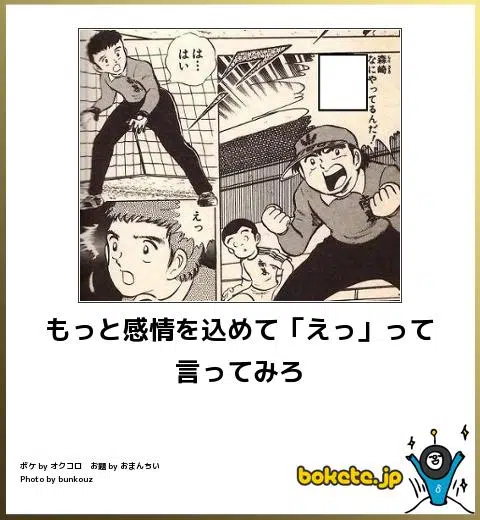 森崎
なにやってるんだ!
は…
はい
えっ
もっと感情を込めて「えっ」って
言ってみろ
ボケ by オクコロ お題 by おまんちぃ
Photo by bunkouz
bokete.jp